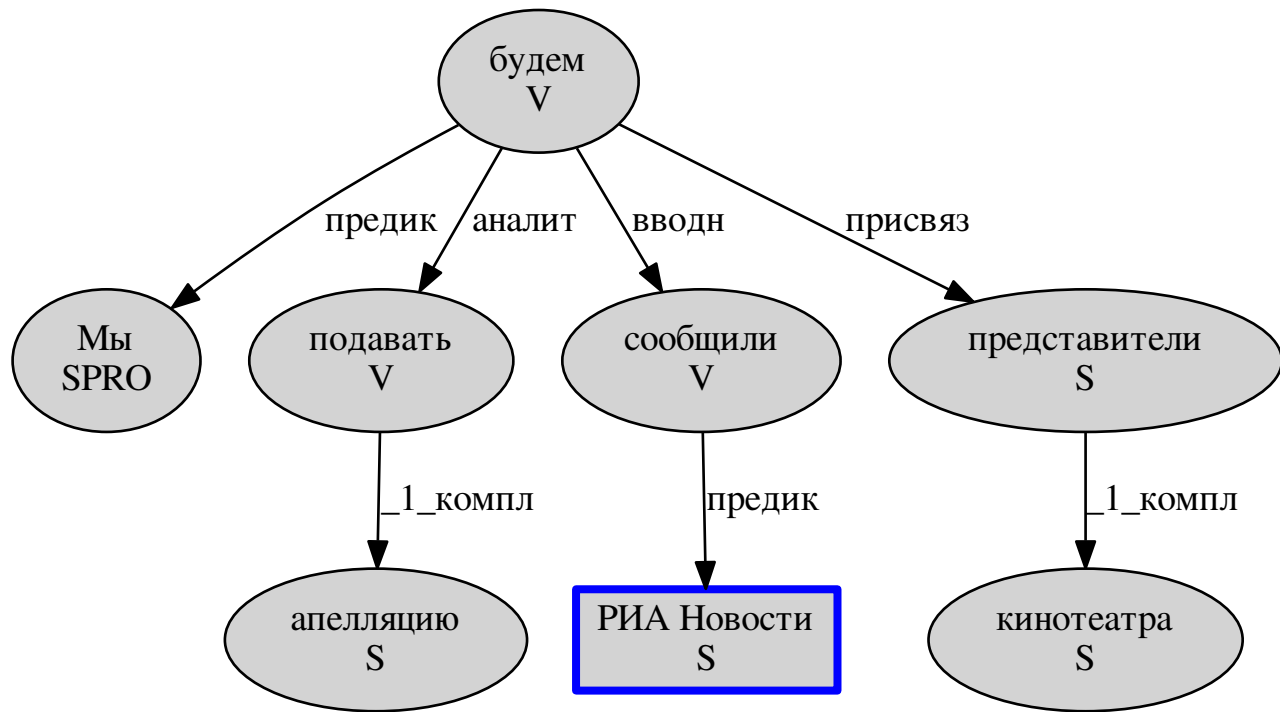 будем
V
предик
аналит
вводн
присвяз
Мы
SPRO
подавать
V
сообщили
V
представители
S
_1_компл
предик
_1_компл
апелляцию
S
РИА Новости
S
кинотеатра
S